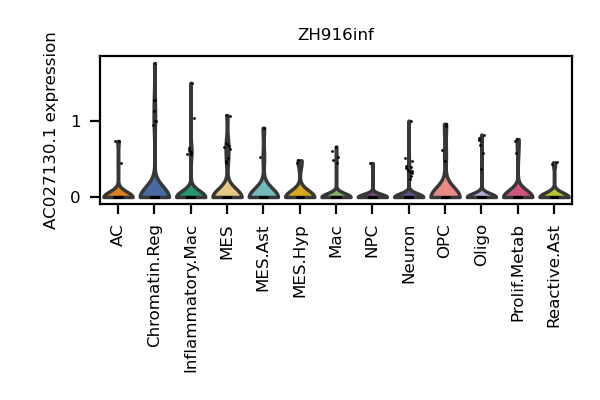 ZH916inf
AC027130.1 expression
1
0
AC
Chromatin.Reg
Inflammatory.Mac
MES
MES.Ast
MES.Hyp
Mac
NPC
Neuron
OPC
Oligo
Prolif.Metab
Reactive.Ast